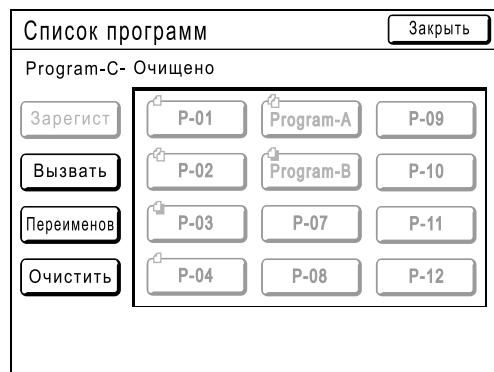 Список программ Закрыть
Program-C- Очищено
Зарегист P-01 Program-A P-09
Вызвать P-02 Program-B P-10
Переименов P-03 P-07 P-11
Очистить P-04 P-08 P-12